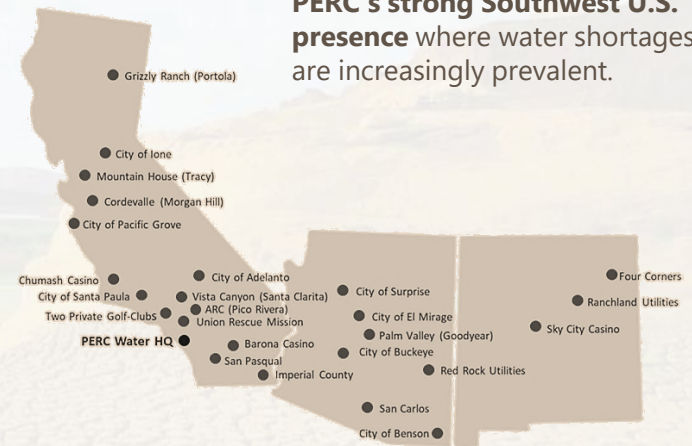 PERC's strong Southwest U.S.
presence where water shortages
are increasingly prevalent.
Grizzly Ranch (Portola)
City of Ione
Mountain House (Tracy)
Cordevalle (Morgan Hill)
City of Pacific Grove
Chumash Casino
City of Adelanto
City of Santa Paula
Vista Canyon (Santa Clarita)
ARC (Pico Rivera)
Two Private Golf-Clubs
Union Rescue Mission
PERC Water HQ
Barona Casino
San Pasqual
Imperial County
City of Surprise
City of El Mirage
Palm Valley (Goodyear)
City of Buckeye
Red Rock Utilities
San Carlos
City of Benson
Four Corners
Ranchland Utilities
Sky City Casino